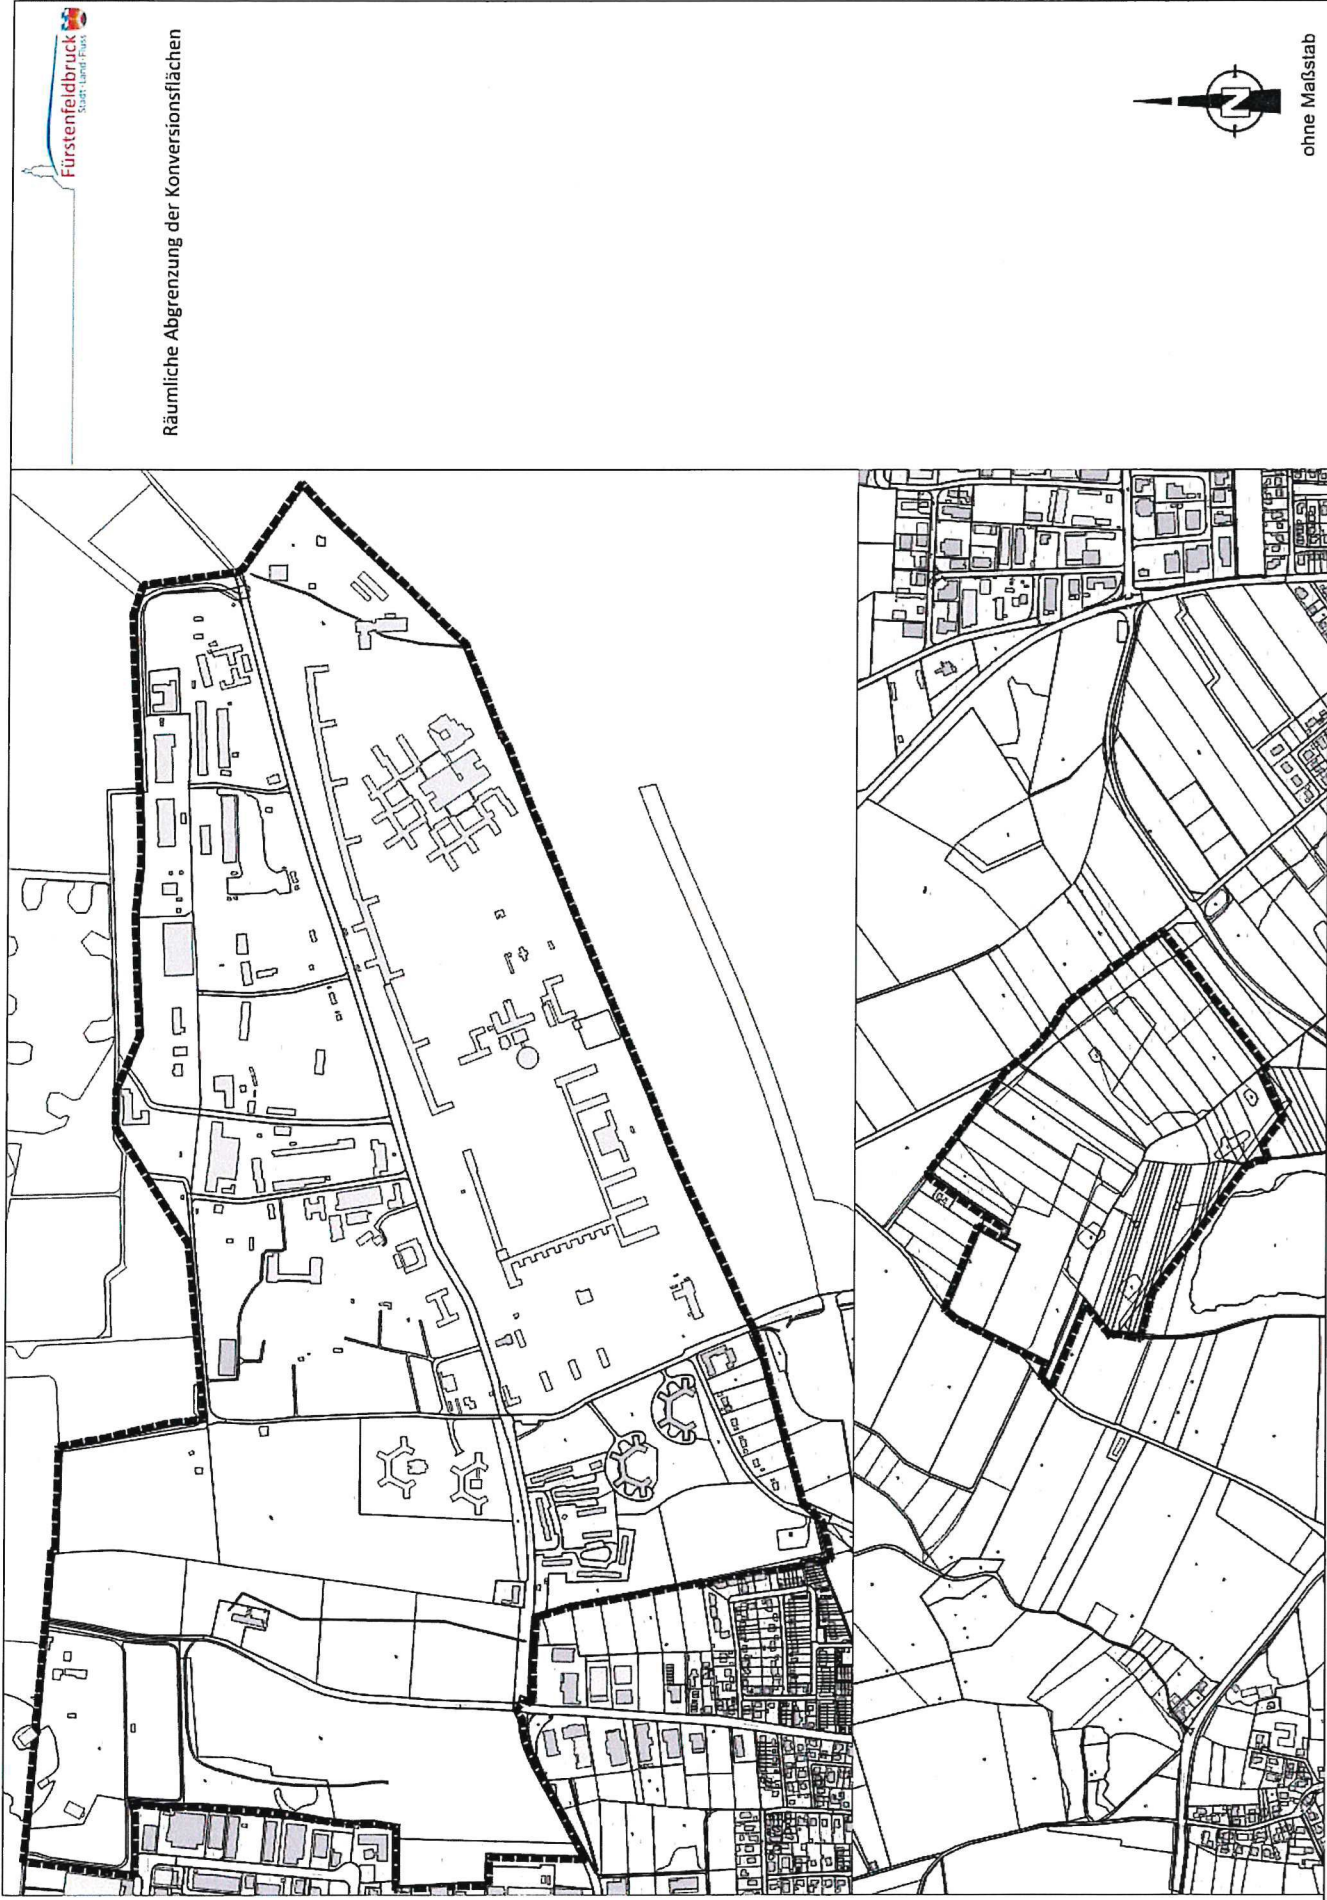 Fürstenfeldbruck
Stadt·Land·Fluss
Räumliche Abgrenzung der Konversionsflächen
N
ohne Maßstab